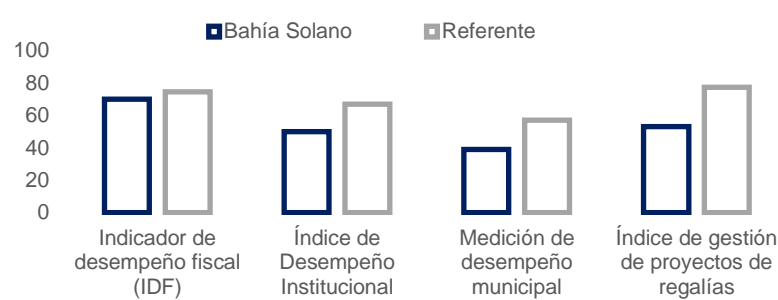 Bahía Solano Referente
100
80
60
40
20
0
Indicador de
desempeño fiscal
(IDF)
Índice de
Desempeño
Institucional
Medición de
desempeño
municipal
Índice de gestión
de proyectos de
regalías